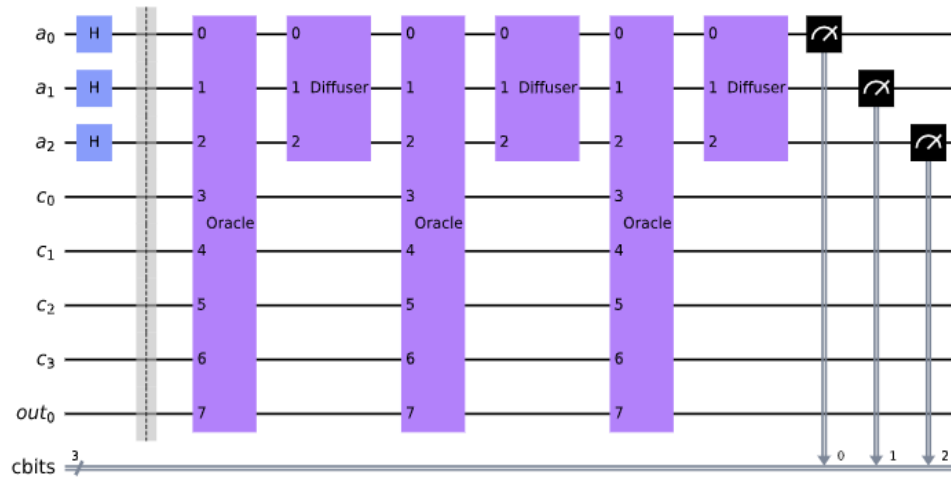 a0 H 0 0 0 0 0 0
a1 H 1 1 Diffuser 1 1 Diffuser 1 1 Diffuser
a2 H 2 2 2 2 2 2
c0 3 3 3
Oracle Oracle Oracle
c1 4 4 4
c2 5 5 5
c3 6 6 6
out0 7 7 7
cbits 3 0 1 2